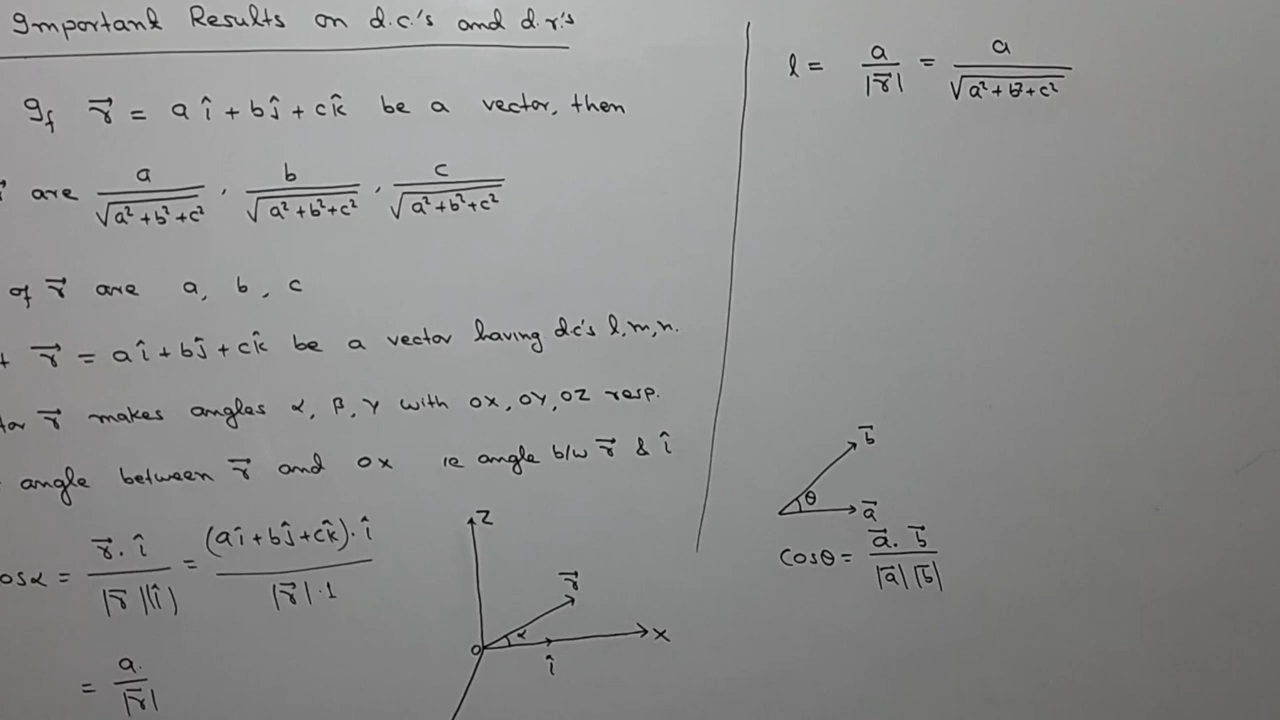 Important Results on d.c.'s and d.r.'s
If r⃗ = a î + b ĵ + c k̂ be a vector, then
are a/√(a²+b²+c²) , b/√(a²+b²+c²) , c/√(a²+b²+c²)
of r⃗ are a, b, c
r⃗ = a î + b ĵ + c k̂ be a vector having d.c's l, m, n.
r⃗ makes angles α, β, γ with OX, OY, OZ resp.
angle between r⃗ and OX ie angle b/w r⃗ & î
osα = r⃗ . î / |r⃗ ||î| = (a î + b ĵ + c k̂) . î / |r⃗| . 1
= a / |r⃗|
Z
r⃗
α
O
X
î
l = a / |r⃗| = a / √(a²+b²+c²)
b⃗
θ
a⃗
cosθ = a⃗ . b⃗ / |a⃗| |b⃗|